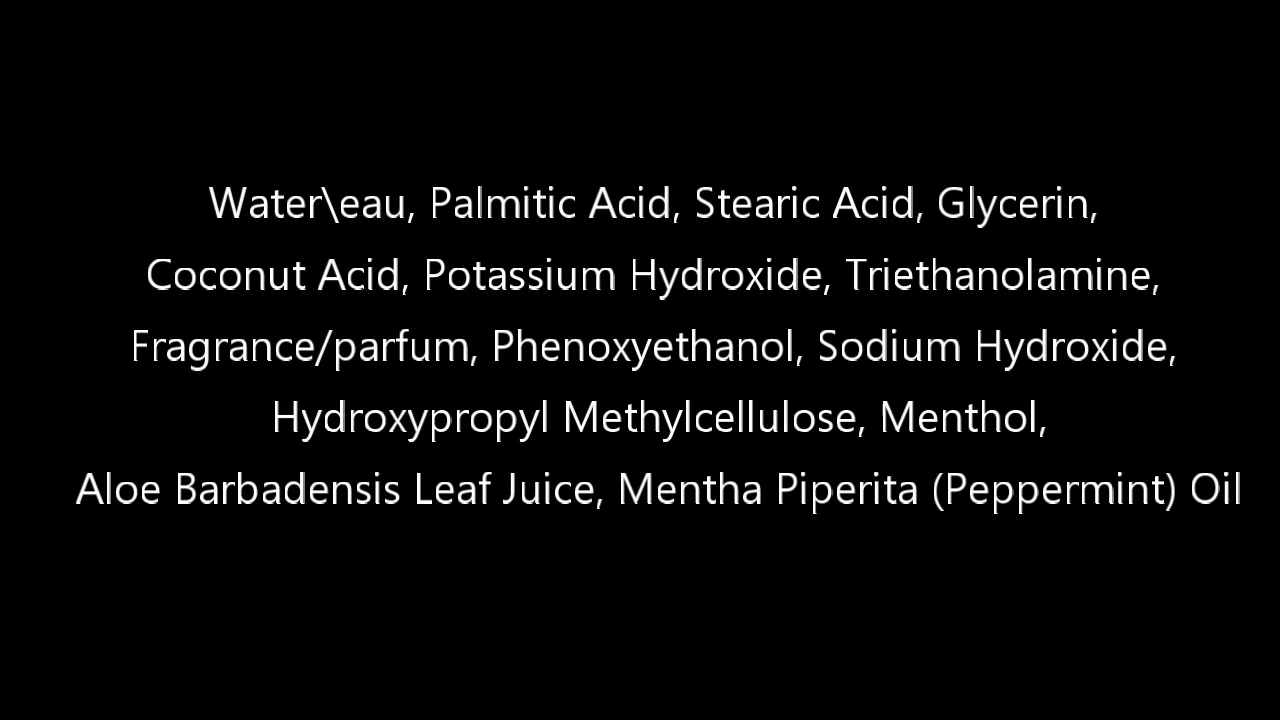 Water\eau, Palmitic Acid, Stearic Acid, Glycerin,
Coconut Acid, Potassium Hydroxide, Triethanolamine,
Fragrance/parfum, Phenoxyethanol, Sodium Hydroxide,
Hydroxypropyl Methylcellulose, Menthol,
Aloe Barbadensis Leaf Juice, Mentha Piperita (Peppermint) Oil